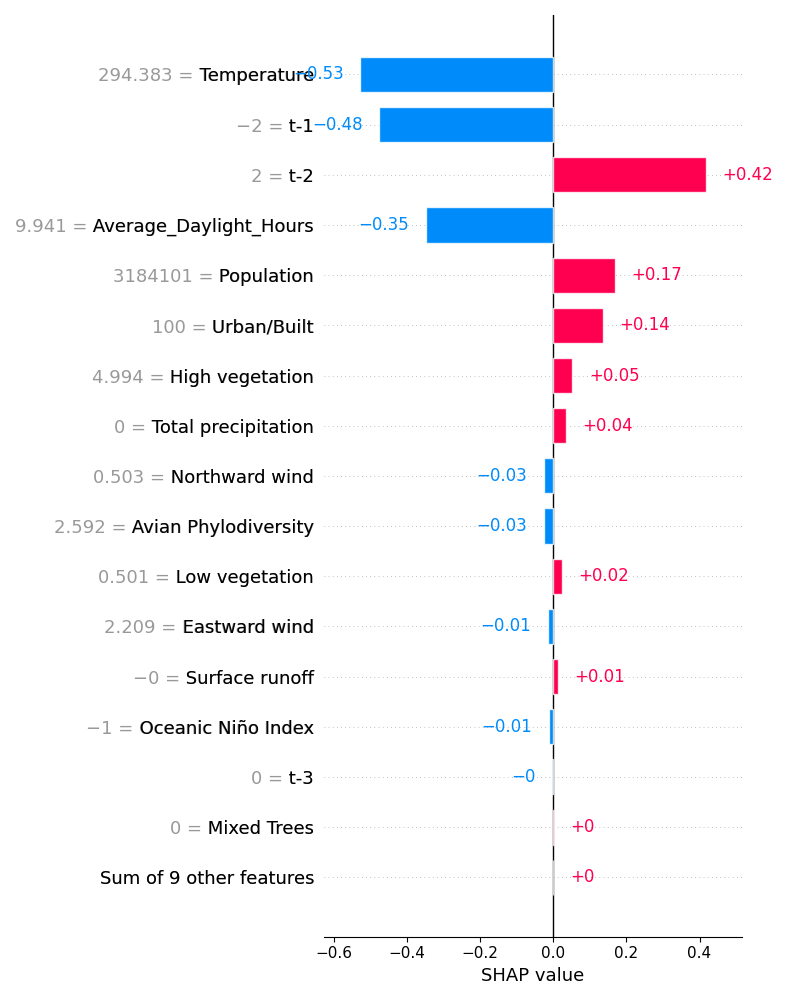 294.383 = Temperature −0.53
−2 = t-1 −0.48
2 = t-2 +0.42
9.941 = Average_Daylight_Hours −0.35
3184101 = Population +0.17
100 = Urban/Built +0.14
4.994 = High vegetation +0.05
0 = Total precipitation +0.04
0.503 = Northward wind −0.03
2.592 = Avian Phylodiversity −0.03
0.501 = Low vegetation +0.02
2.209 = Eastward wind −0.01
−0 = Surface runoff +0.01
−1 = Oceanic Niño Index −0.01
0 = t-3 −0
0 = Mixed Trees +0
Sum of 9 other features +0
−0.6 −0.4 −0.2 0.0 0.2 0.4
SHAP value